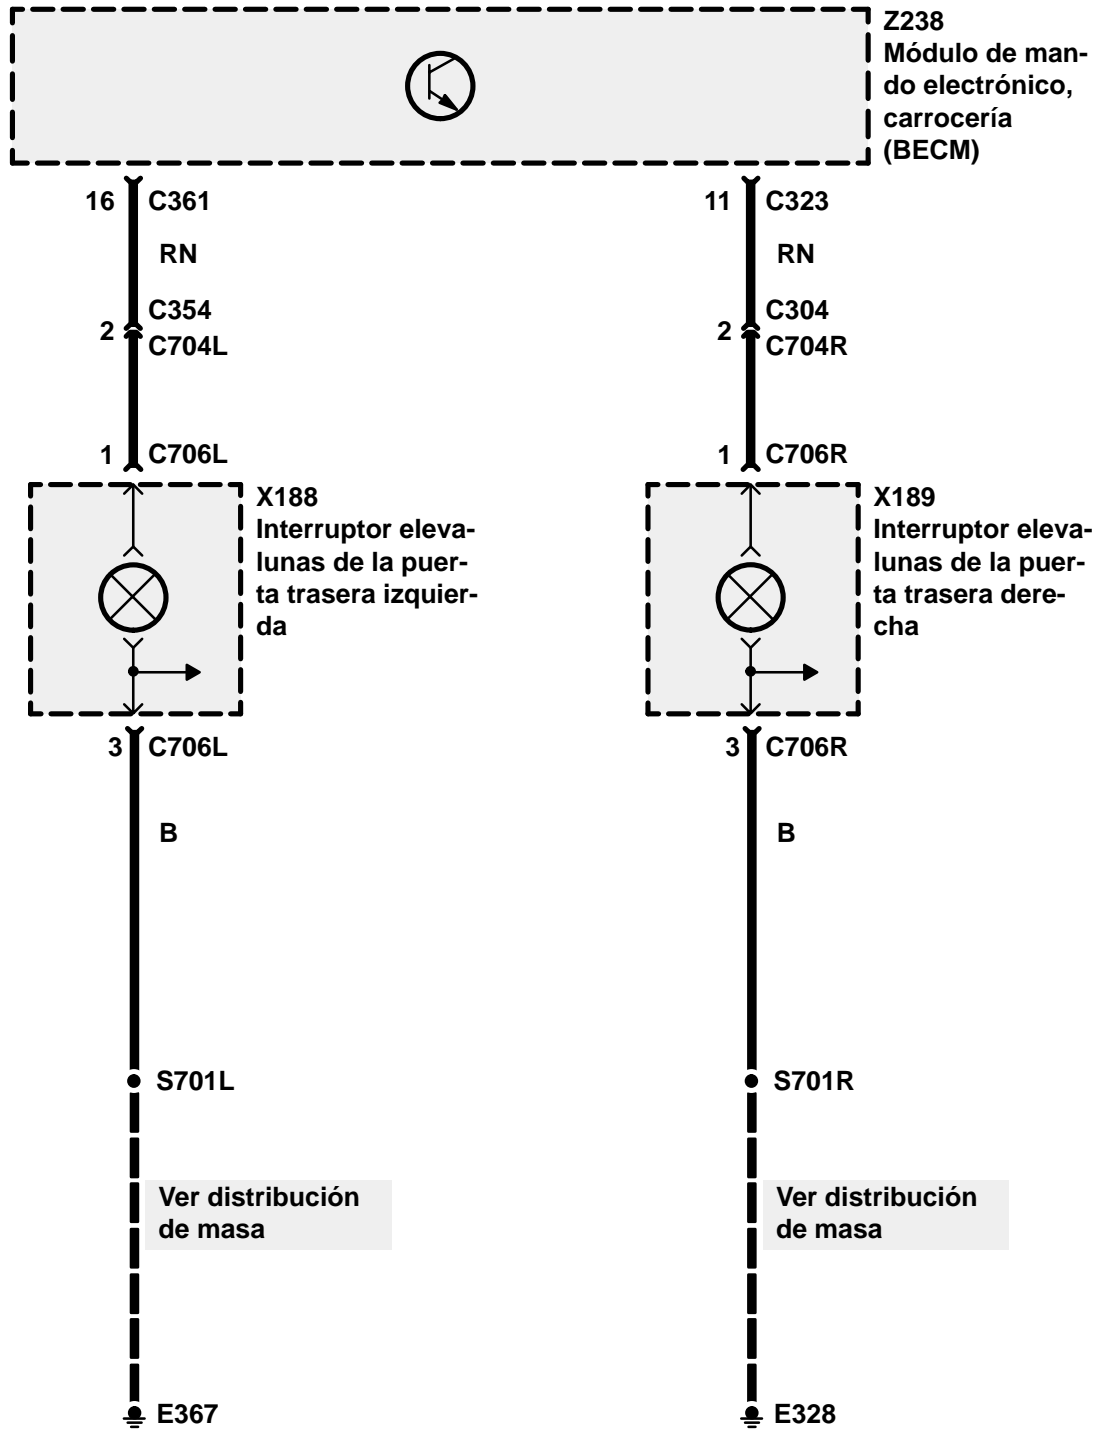 Z238
Módulo de man-
do electrónico,
carrocería
(BECM)
16 C361
11 C323
RN
RN
C354
2
C704L
C304
2
C704R
1 C706L
1 C706R
X188
Interruptor eleva-
lunas de la puer-
ta trasera izquier-
da
X189
Interruptor eleva-
lunas de la puer-
ta trasera dere-
cha
3 C706L
3 C706R
B
B
S701L
S701R
Ver distribución
de masa
Ver distribución
de masa
E367
E328